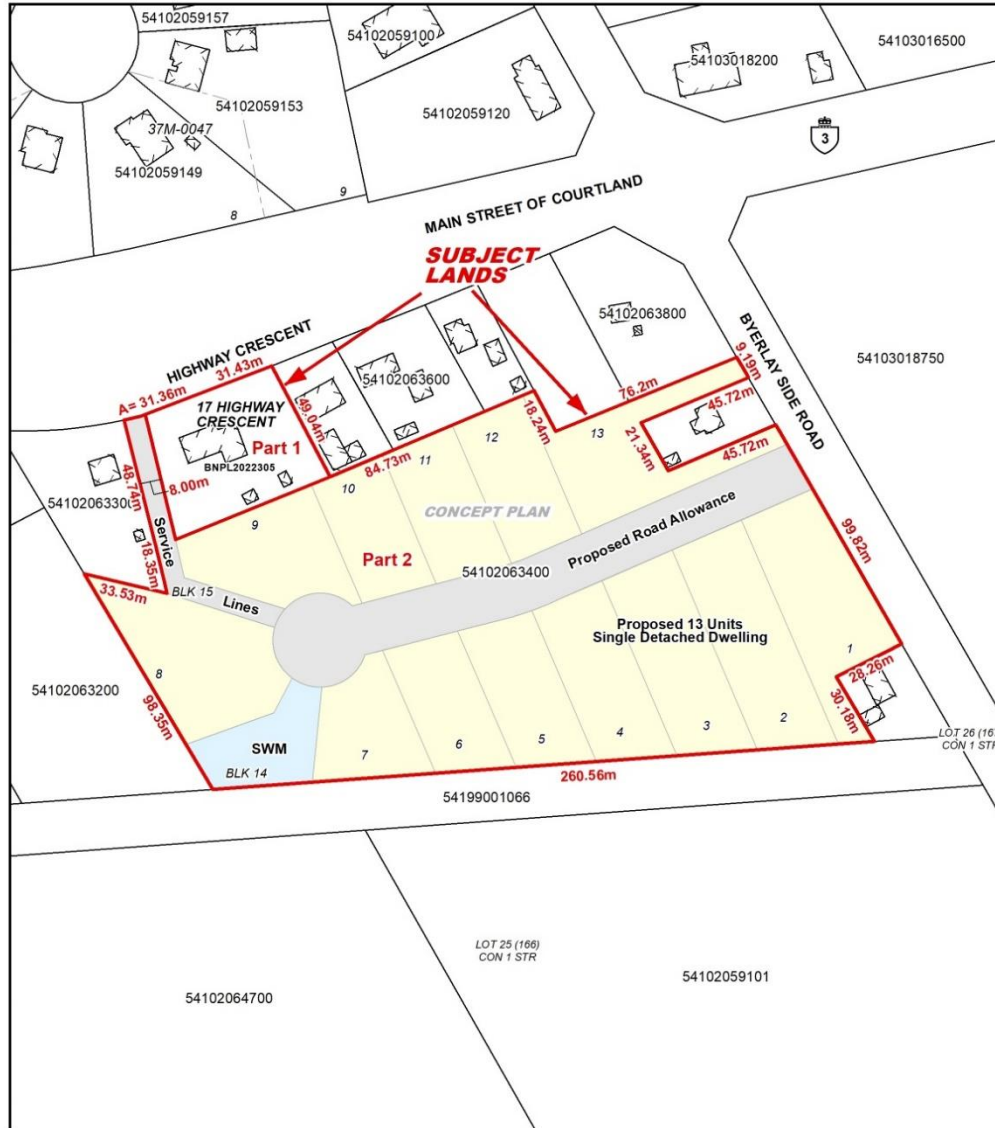 54102059157
54102059100
54102059153
37M-0047
54102059149
54102059120
54103018200
54103016500
3
9
8
MAIN STREET OF COURTLAND
SUBJECT
LANDS
HIGHWAY CRESCENT
A= 31.36m
31.43m
17 HIGHWAY
CRESCENT
Part 1
BNPL2022305
49.04m
54102063600
54102063800
BYERLAY SIDE ROAD
54103018750
9.19m
76.2m
45.72m
21.34m
45.72m
18.24m
13
12
11
84.73m
10
9
48.74m
8.00m
54102063300
Service
18.35m
CONCEPT PLAN
Part 2
54102063400
Proposed Road Allowance
99.82m
33.53m
BLK 15
Lines
Proposed 13 Units
Single Detached Dwelling
54102063200
8
98.35m
1
28.26m
30.18m
SWM
BLK 14
7
6
5
4
3
2
LOT 26 (167
CON 1 STR
260.56m
54199001066
LOT 25 (166)
CON 1 STR
54102064700
54102059101